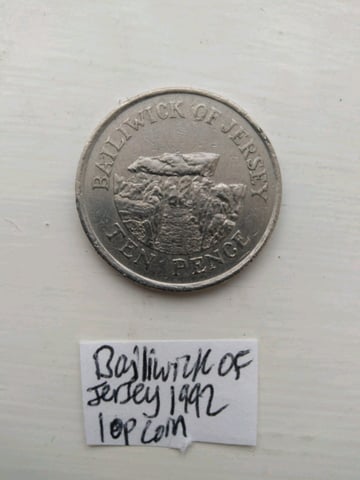 BAILIWICK OF JERSEY
TEN PENCE
Bailiwick OF
Jersey 1992
10p coin